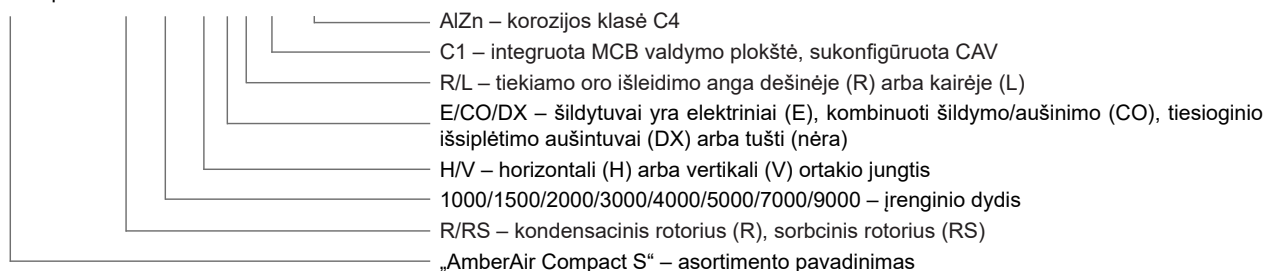 AlZn – korozijos klasė C4
C1 – integruota MCB valdymo plokštė, sukonfigūruota CAV
R/L – tiekiamo oro išleidimo anga dešinėje (R) arba kairėje (L)
E/CO/DX – šildytuvai yra elektriniai (E), kombinuoti šildymo/aušinimo (CO), tiesioginio
išsiplėtimo aušintuvai (DX) arba tušti (nėra)
H/V – horizontali (H) arba vertikali (V) ortakio jungtis
1000/1500/2000/3000/4000/5000/7000/9000 – įrenginio dydis
R/RS – kondensacinis rotorius (R), sorbcinis rotorius (RS)
„AmberAir Compact S“ – asortimento pavadinimas